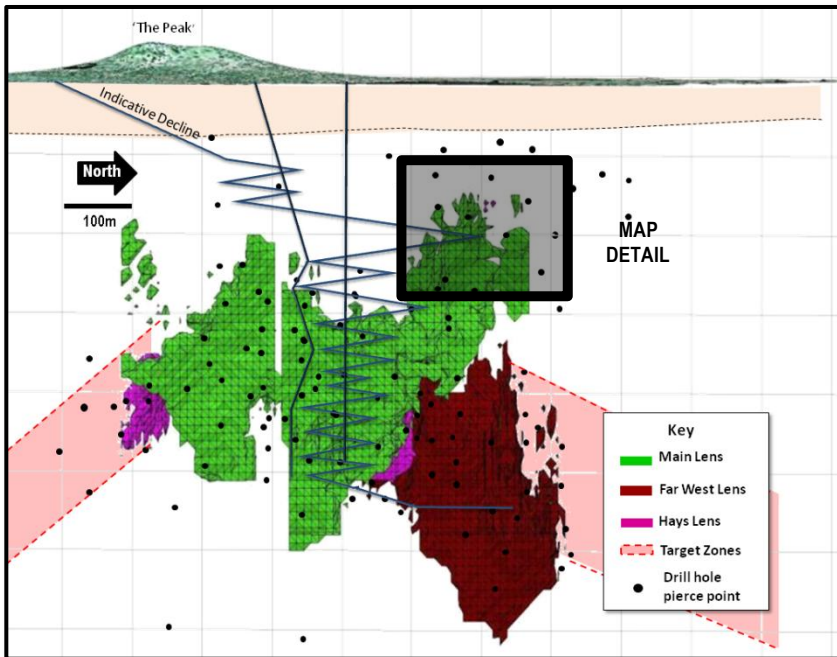 'The Peak'
Indicative Decline
North
100m
MAP
DETAIL
Key
Main Lens
Far West Lens
Hays Lens
Target Zones
Drill hole
pierce point